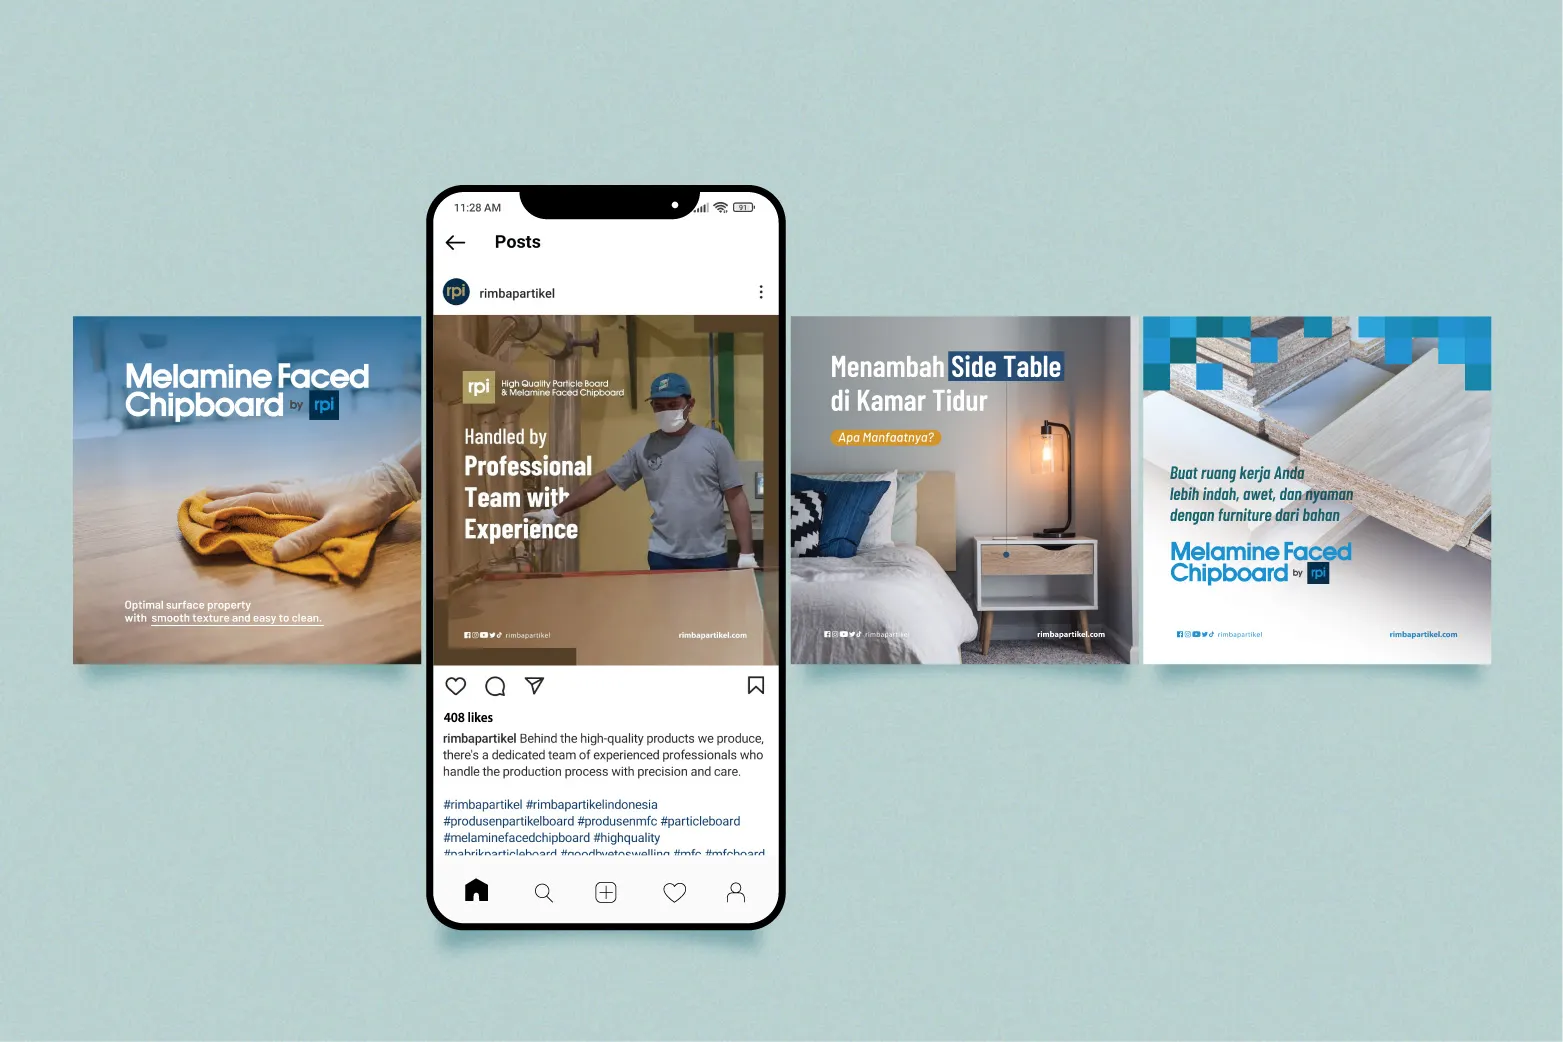 Melamine Faced
Chipboard by rpi
Optimal surface property
with smooth texture and easy to clean.
11:28 AM
91
Posts
rpi
rimbapartikel
rpi
High Quality Particle Board
& Melamine Faced Chipboard
Handled by
Professional
Team with
Experience
rimbapartikel
rimbapartikel.com
408 likes
rimbapartikel Behind the high-quality products we produce,
there's a dedicated team of experienced professionals who
handle the production process with precision and care.
#rimbapartikel #rimbapartikelindonesia
#produsenpartikelboard #produsenmfc #particleboard
#melaminefacedchipboard #highquality
#pabrikparticleboard #goodbyetoswelling #mfc #mfcboard
Menambah Side Table
di Kamar Tidur
Apa Manfaatnya?
rimbapartikel
rimbapartikel.com
Buat ruang kerja Anda
lebih indah, awet, dan nyaman
dengan furniture dari bahan
Melamine Faced
Chipboard by rpi
rimbapartikel
rimbapartikel.com